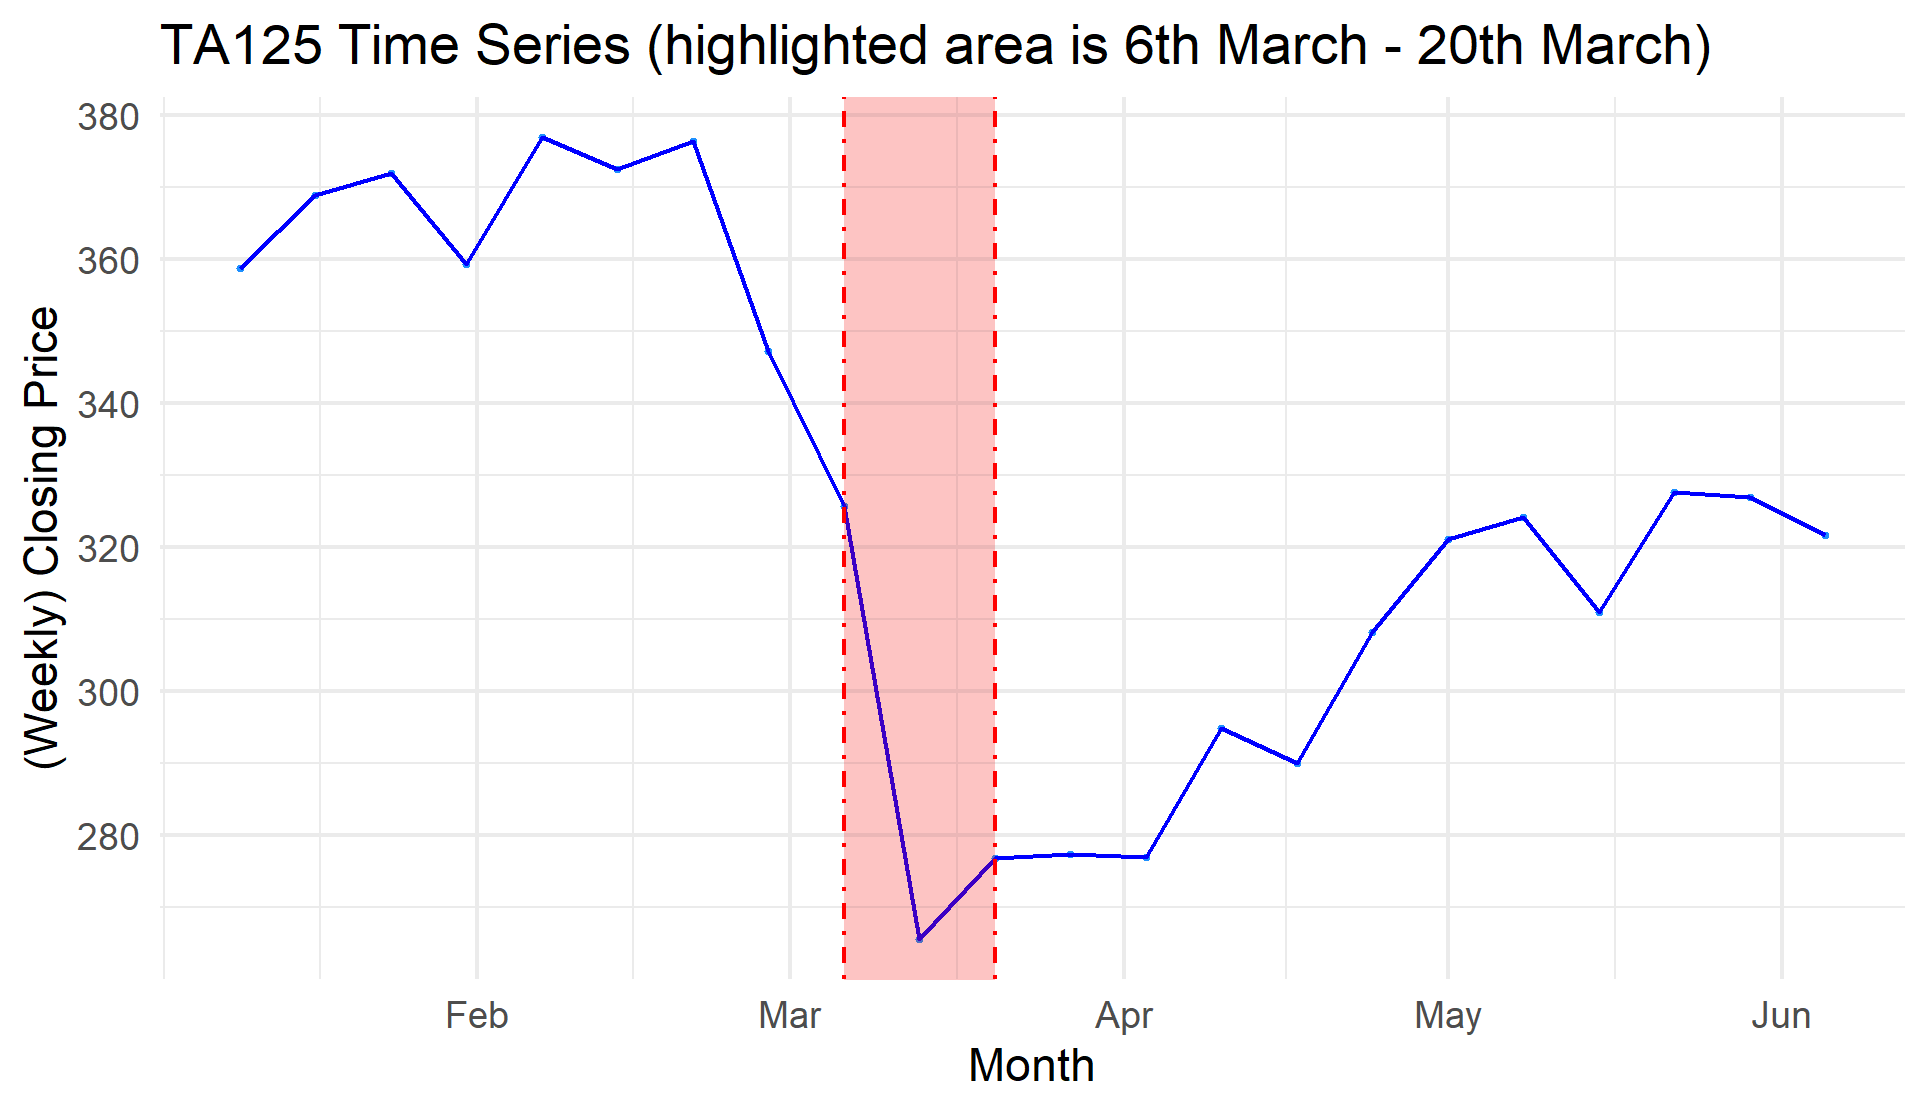 TA125 Time Series (highlighted area is 6th March - 20th March)
380
360
340
320
300
280
(Weekly) Closing Price
Feb Mar Apr May Jun
Month